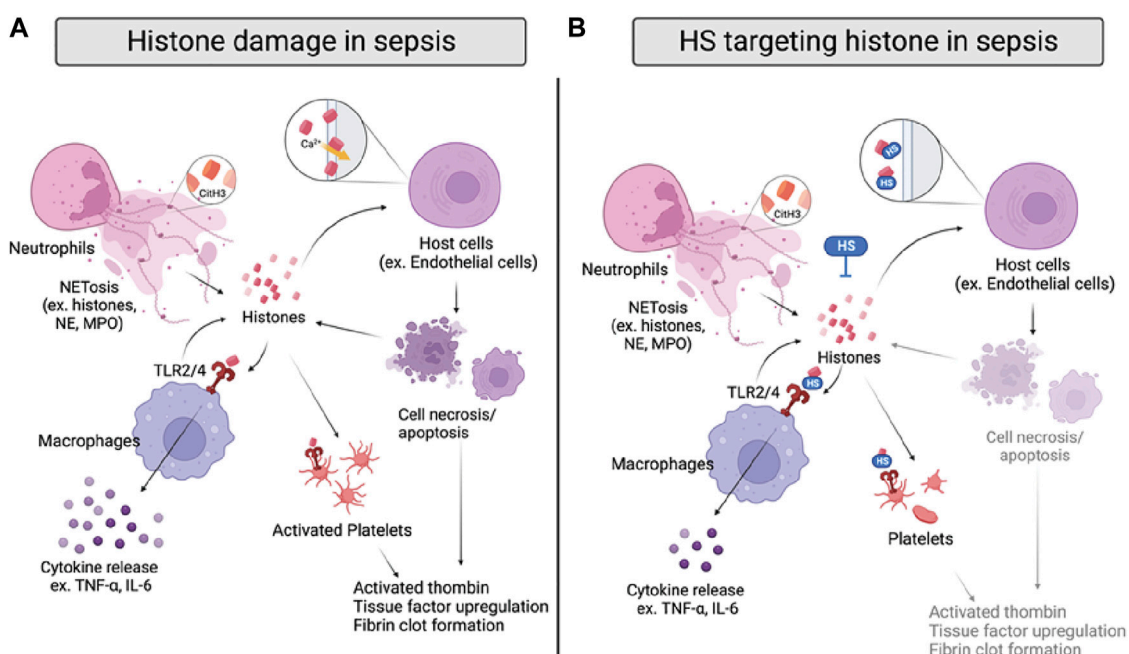 A
Histone damage in sepsis
Ca²⁺
CitH3
Neutrophils
NETosis
(ex. histones,
NE, MPO)
Host cells
(ex. Endothelial cells)
Histones
TLR2/4
Macrophages
Cell necrosis/
apoptosis
Activated Platelets
Cytokine release
ex. TNF-α, IL-6
Activated thombin
Tissue factor upregulation
Fibrin clot formation
B
HS targeting histone in sepsis
HS
HS
CitH3
HS
Neutrophils
NETosis
(ex. histones,
NE, MPO)
Host cells
(ex. Endothelial cells)
Histones
TLR2/4
HS
Macrophages
Cell necrosis/
apoptosis
HS
Platelets
Cytokine release
ex. TNF-α, IL-6
Activated thombin
Tissue factor upregulation
Fibrin clot formation